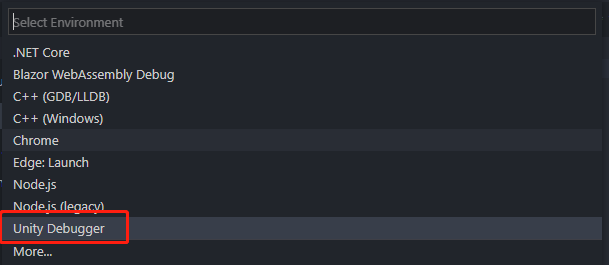 Select Environment
.NET Core
Blazor WebAssembly Debug
C++ (GDB/LLDB)
C++ (Windows)
Chrome
Edge: Launch
Node.js
Node.js (legacy)
Unity Debugger
More...